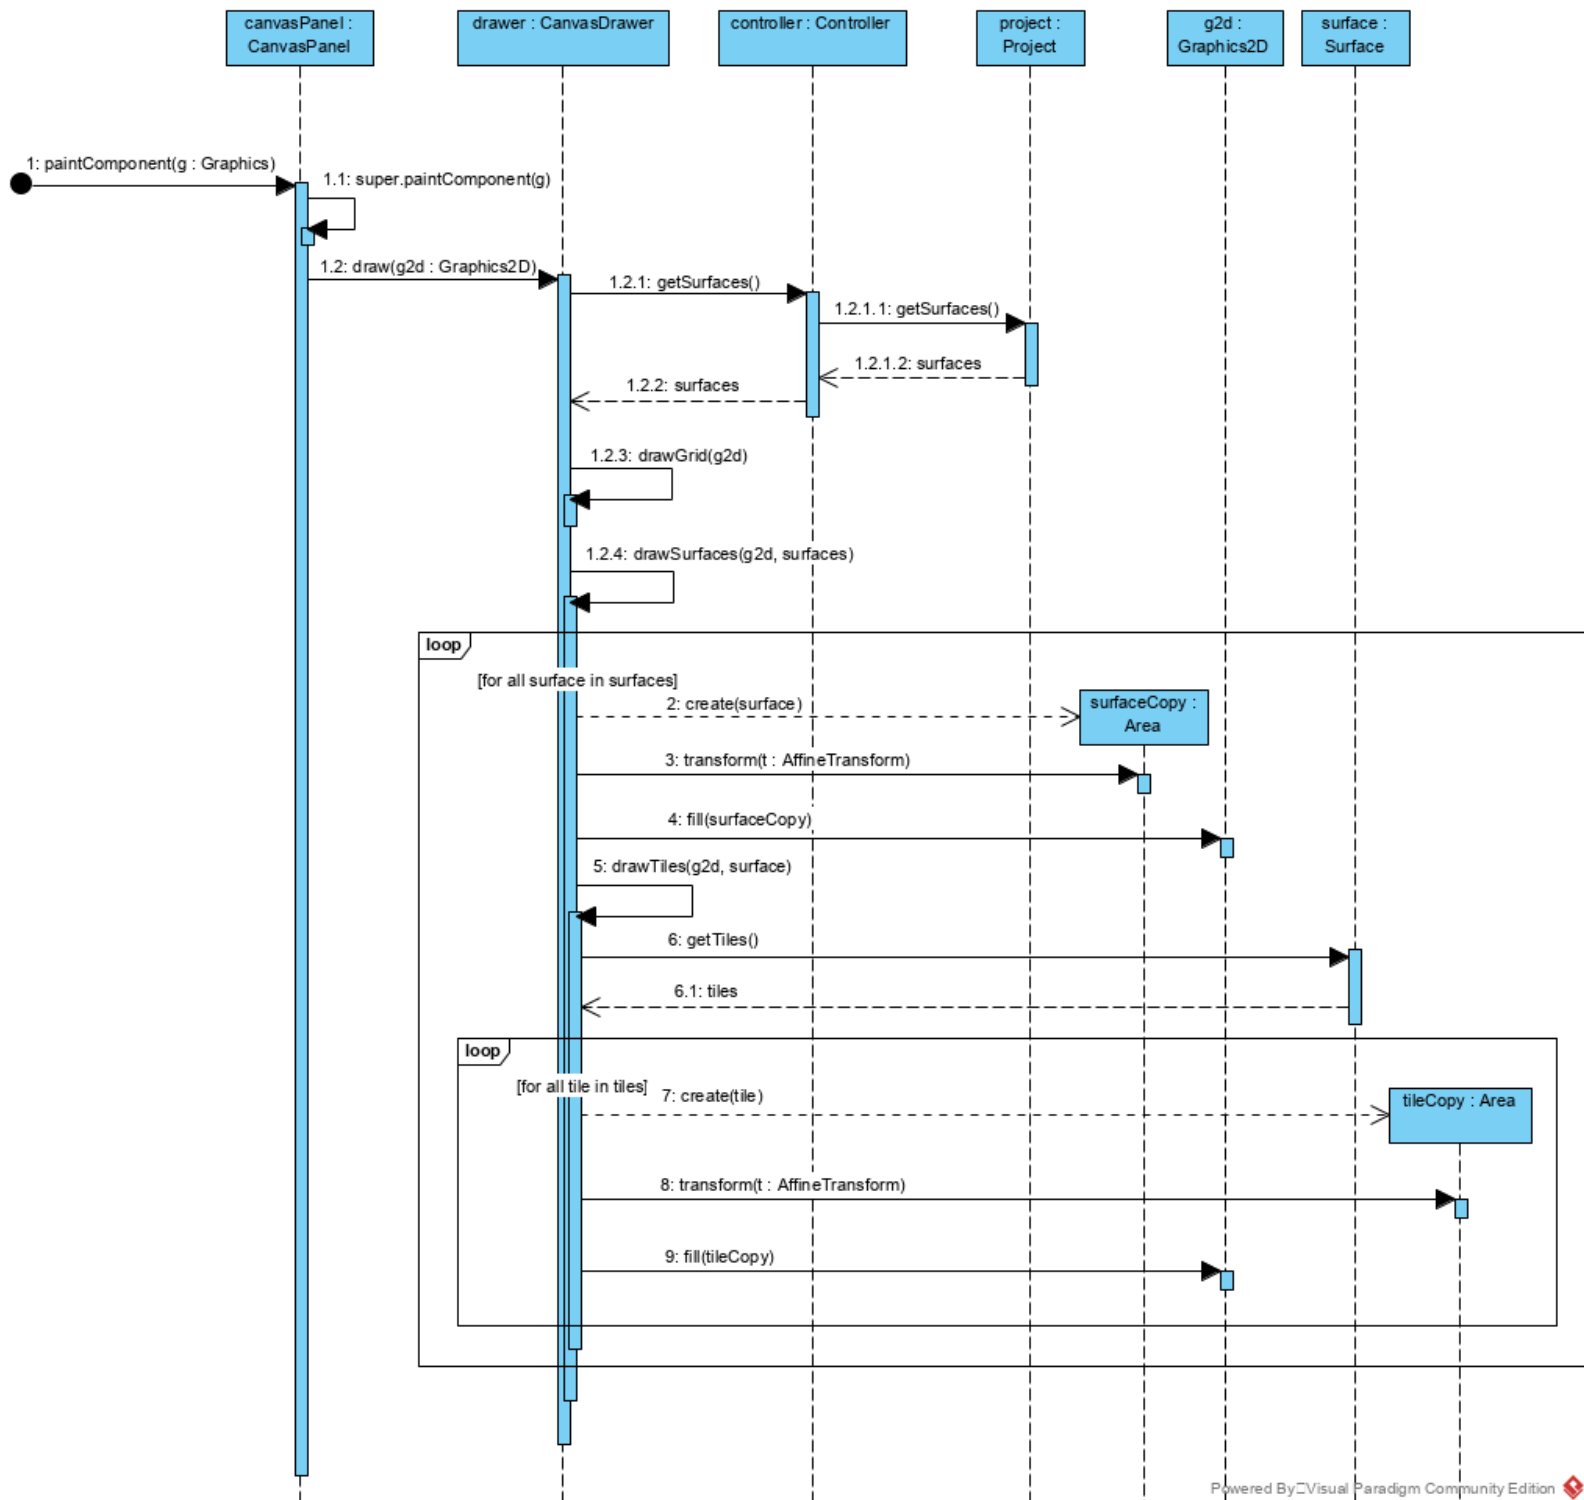 canvasPanel :
CanvasPanel
drawer : CanvasDrawer
controller : Controller
project :
Project
g2d :
Graphics2D
surface :
Surface
1: paintComponent(g : Graphics)
1.1: super.paintComponent(g)
1.2: draw(g2d : Graphics2D)
1.2.1: getSurfaces()
1.2.1.1: getSurfaces()
1.2.1.2: surfaces
1.2.2: surfaces
1.2.3: drawGrid(g2d)
1.2.4: drawSurfaces(g2d, surfaces)
loop
[for all surface in surfaces]
2: create(surface)
surfaceCopy :
Area
3: transform(t : AffineTransform)
4: fill(surfaceCopy)
5: drawTiles(g2d, surface)
6: getTiles()
6.1: tiles
loop
[for all tile in tiles]
7: create(tile)
tileCopy : Area
8: transform(t : AffineTransform)
9: fill(tileCopy)
Powered By Visual Paradigm Community Edition